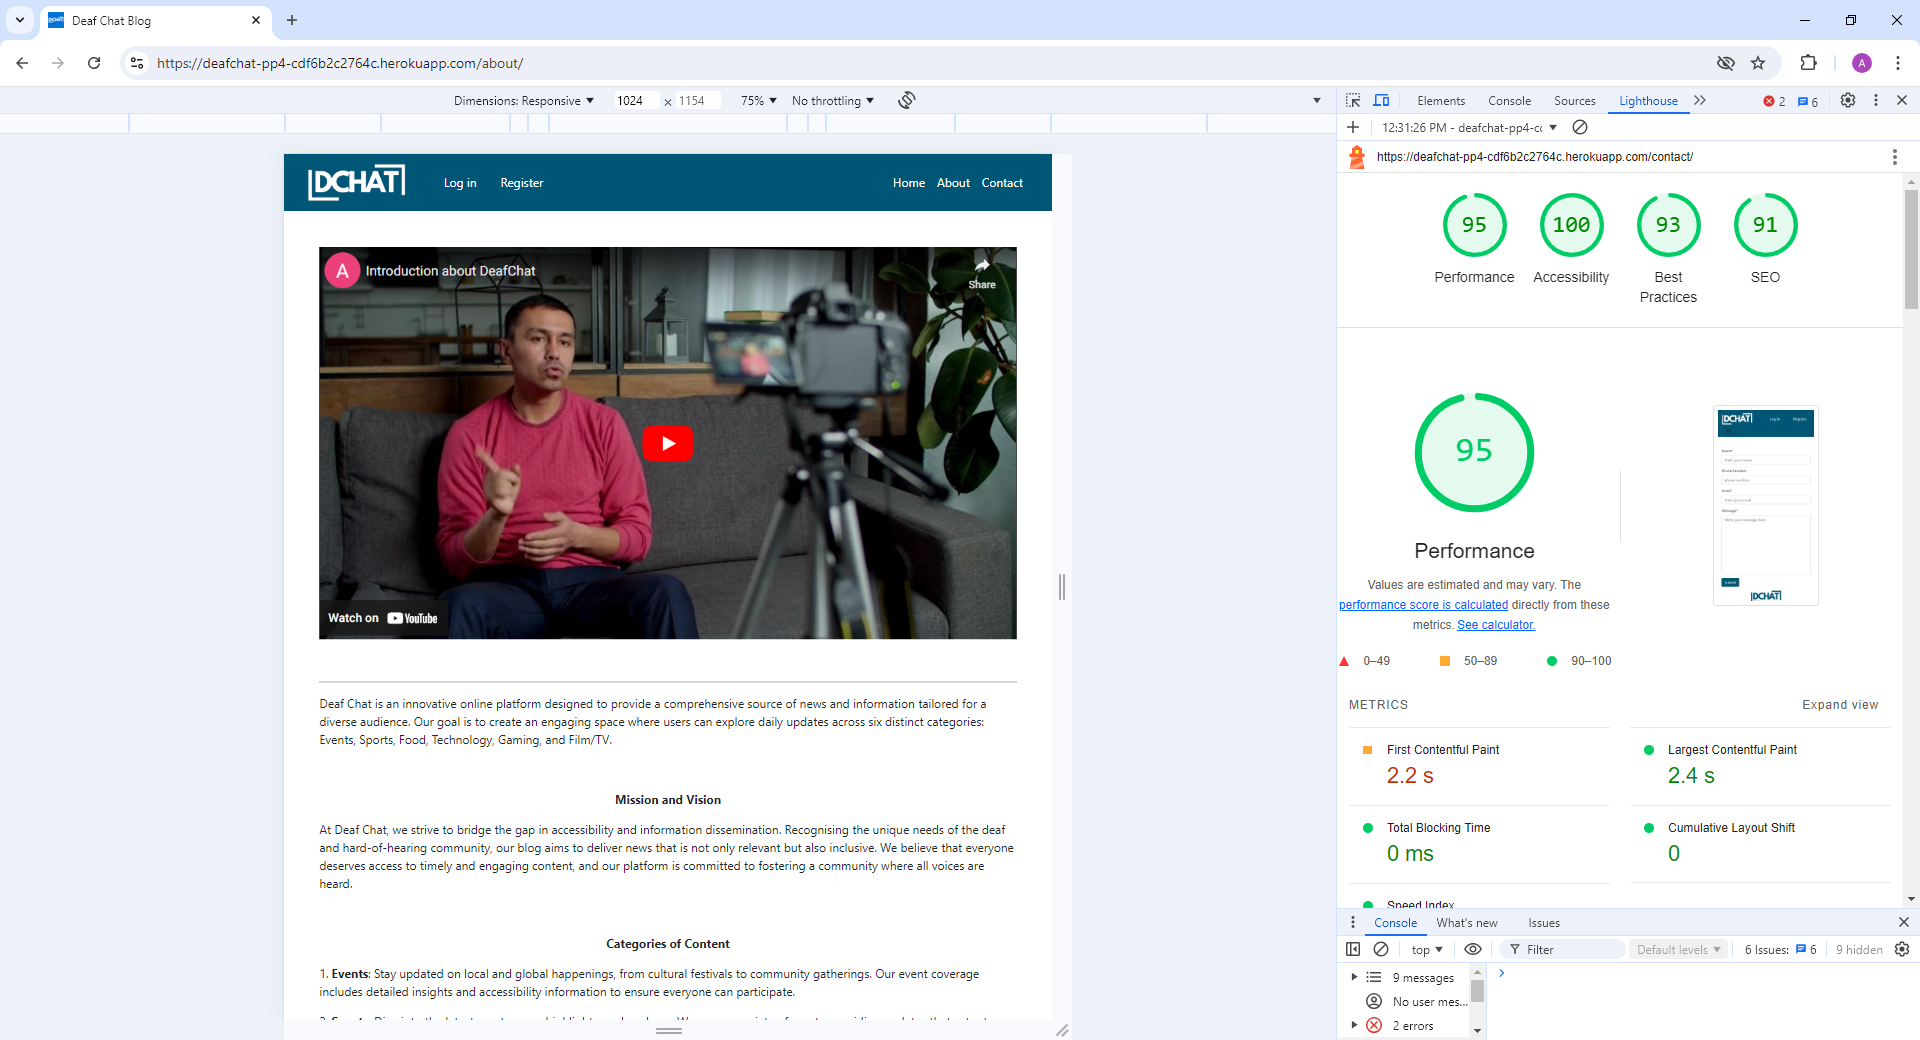 Deaf Chat Blog
https://deafchat-pp4-cdf6b2c2764c.herokuapp.com/about/
A
Dimensions: Responsive
1024 × 1154
75%
No throttling
DCHAT
Log in
Register
Home
About
Contact
A
Introduction about DeafChat
Share
Watch on YouTube
Deaf Chat is an innovative online platform designed to provide a comprehensive source of news and information tailored for a
diverse audience. Our goal is to create an engaging space where users can explore daily updates across six distinct categories:
Events, Sports, Food, Technology, Gaming, and Film/TV.
Mission and Vision
At Deaf Chat, we strive to bridge the gap in accessibility and information dissemination. Recognising the unique needs of the deaf
and hard-of-hearing community, our blog aims to deliver news that is not only relevant but also inclusive. We believe that everyone
deserves access to timely and engaging content, and our platform is committed to fostering a community where all voices are
heard.
Categories of Content
1. Events: Stay updated on local and global happenings, from cultural festivals to community gatherings. Our event coverage
includes detailed insights and accessibility information to ensure everyone can participate.
Elements
Console
Sources
Lighthouse
2
6
12:31:26 PM - deafchat-pp4-c
https://deafchat-pp4-cdf6b2c2764c.herokuapp.com/contact/
95
100
93
91
Performance
Accessibility
Best
Practices
SEO
95
Performance
Values are estimated and may vary. The
performance score is calculated directly from these
metrics. See calculator.
0–49
50–89
90–100
DCHAT
Log in
Register
DCHAT
METRICS
Expand view
First Contentful Paint
2.2 s
Largest Contentful Paint
2.4 s
Total Blocking Time
0 ms
Cumulative Layout Shift
0
Speed Index
Console
What's new
Issues
top
Filter
Default levels
6 Issues:
6
9 hidden
9 messages
No user mes...
2 errors